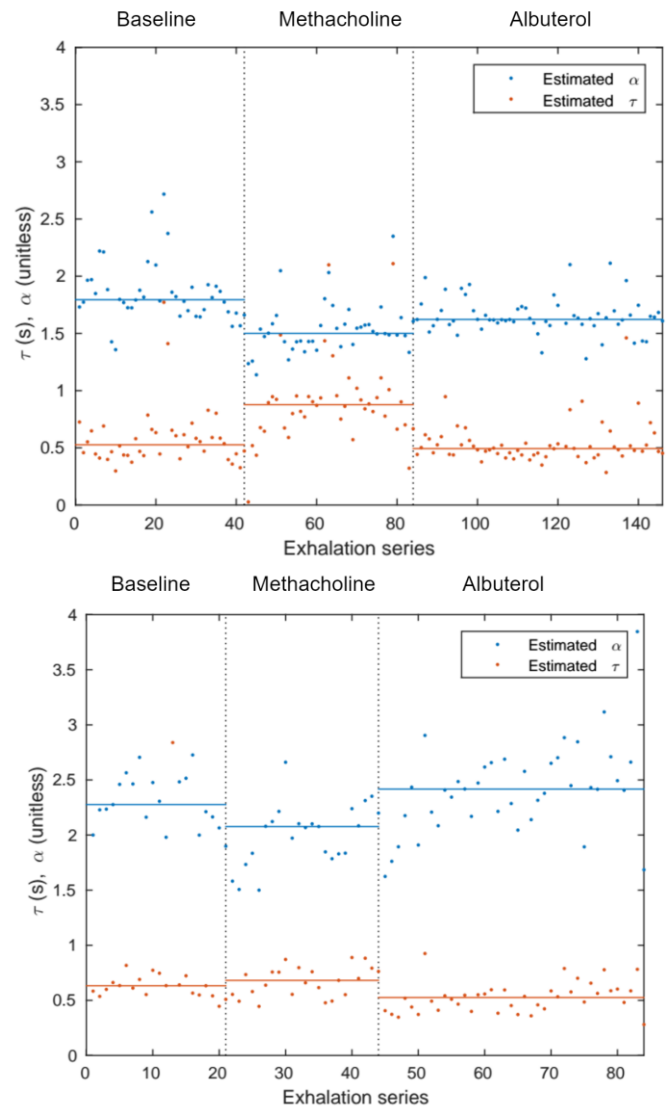 Baseline Methacholine Albuterol
4
3.5
3
2.5
2
1.5
1
0.5
0
τ (s), α (unitless)
Estimated α
Estimated τ
0 20 40 60 80 100 120 140
Exhalation series
Baseline Methacholine Albuterol
4
3.5
3
2.5
2
1.5
1
0.5
0
τ (s), α (unitless)
Estimated α
Estimated τ
0 10 20 30 40 50 60 70 80
Exhalation series